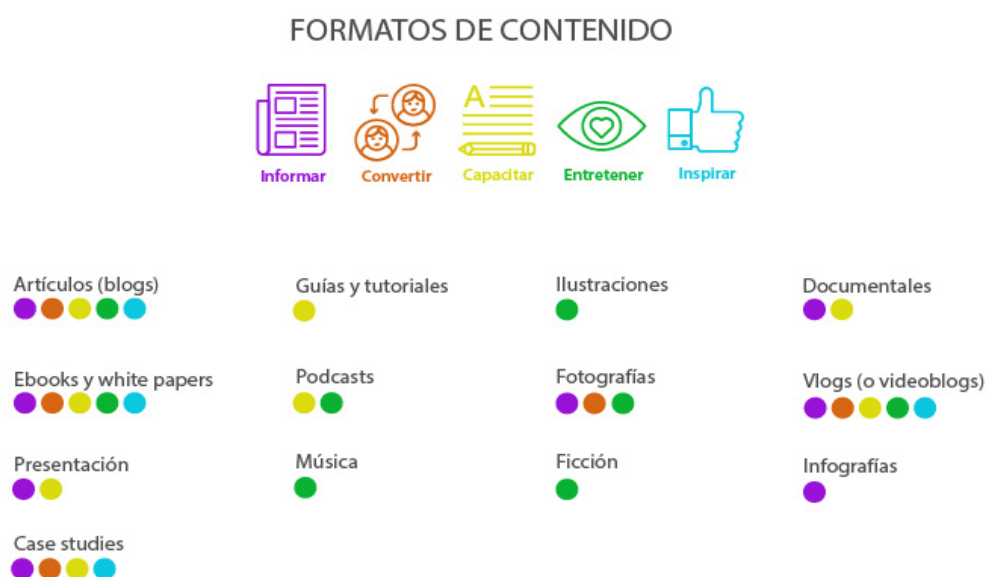 FORMATOS DE CONTENIDO
A
Informar
Convertir
Capacitar
Entretener
Inspirar
Artículos (blogs)
Guías y tutoriales
Ilustraciones
Documentales
Ebooks y white papers
Podcasts
Fotografías
Vlogs (o videoblogs)
Presentación
Música
Ficción
Infografías
Case studies